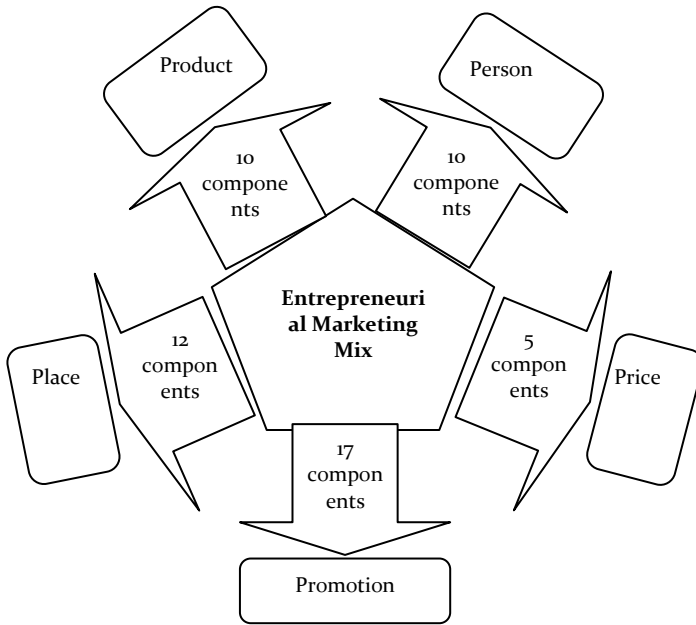 Product
Person
10
compone
nts
10
compone
nts
Entrepreneuri
al Marketing
Mix
12
compon
ents
5
compon
ents
Place
Price
17
compon
ents
Promotion